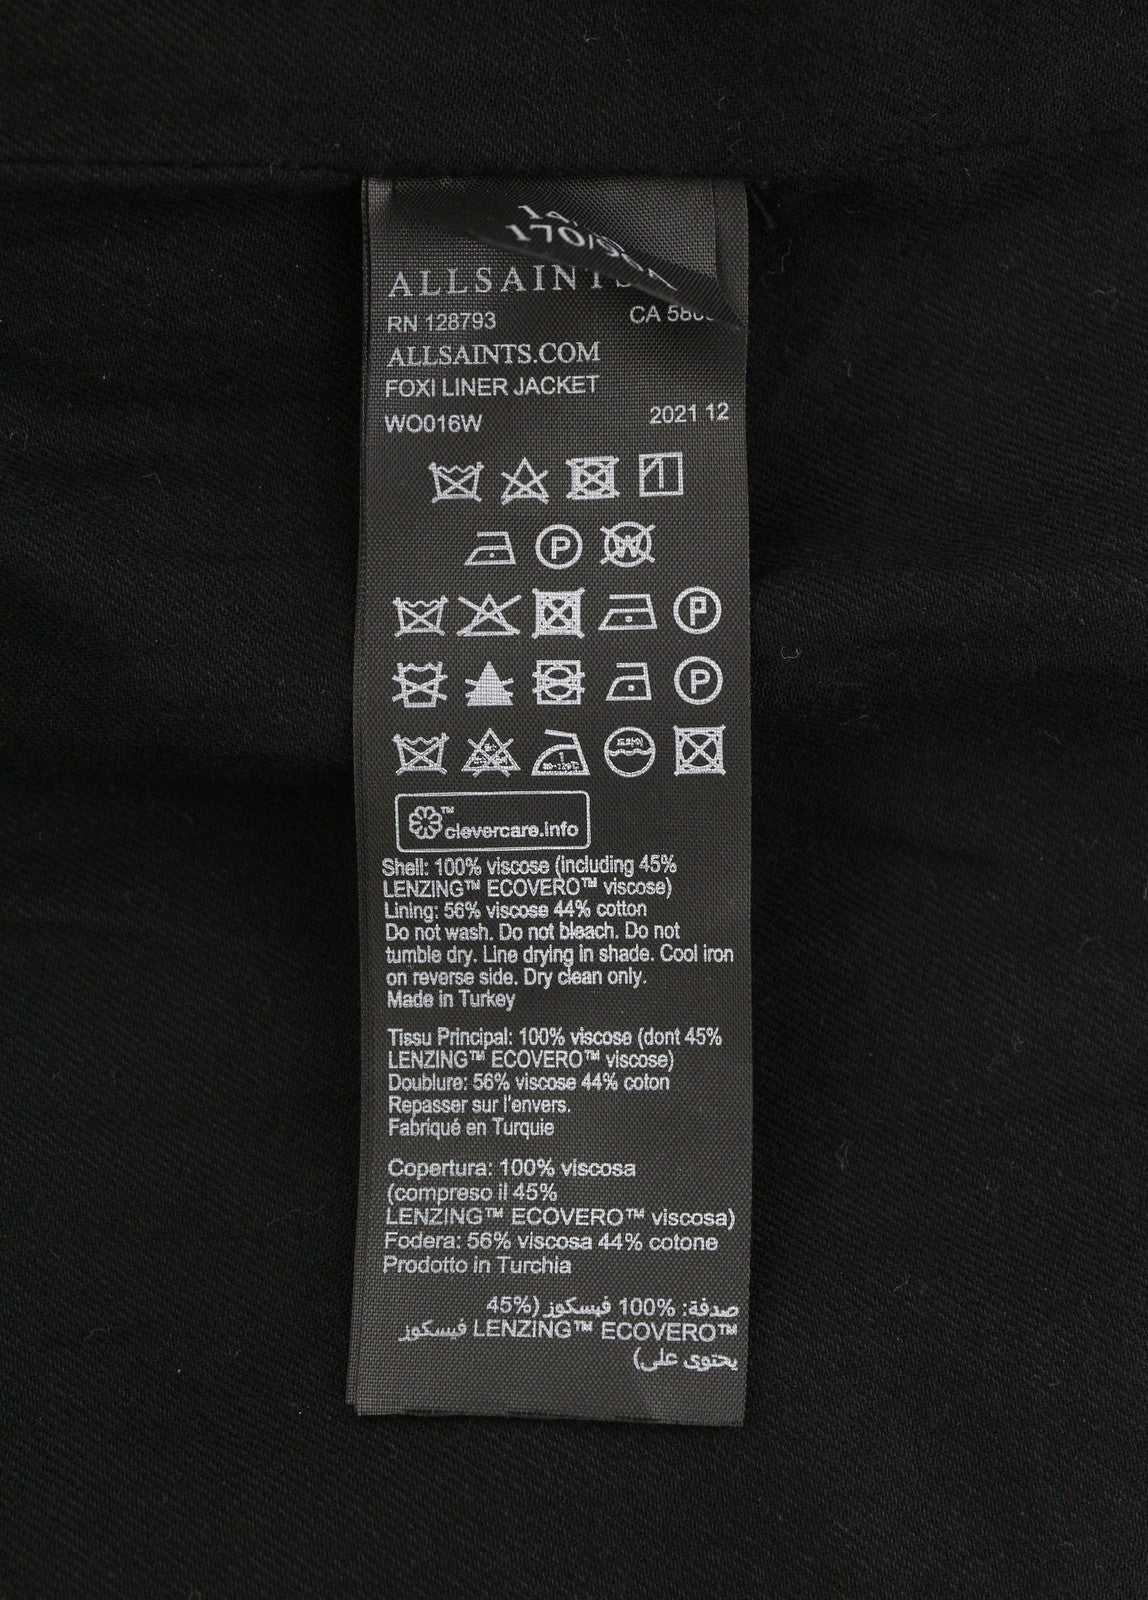 ALLSAINTS
RN 128793
ALLSAINTS.COM
FOXI LINER JACKET
WO016W 2021 12
P W
P
P
clevercare.info
Shell: 100% viscose (including 45%
LENZING™ ECOVERO™ viscose)
Lining: 56% viscose 44% cotton
Do not wash. Do not bleach. Do not
tumble dry. Line drying in shade. Cool iron
on reverse side. Dry clean only.
Made in Turkey
Tissu Principal: 100% viscose (dont 45%
LENZING™ ECOVERO™ viscose)
Doublure: 56% viscose 44% coton
Repasser sur l'envers.
Fabriqué en Turquie
Copertura: 100% viscosa
(compreso il 45%
LENZING™ ECOVERO™ viscosa)
Fodera: 56% viscosa 44% cotone
Prodotto in Turchia
صدفة: 100% فيسكوز (45%
LENZING™ ECOVERO™ فيسكوز
يحتوى على)